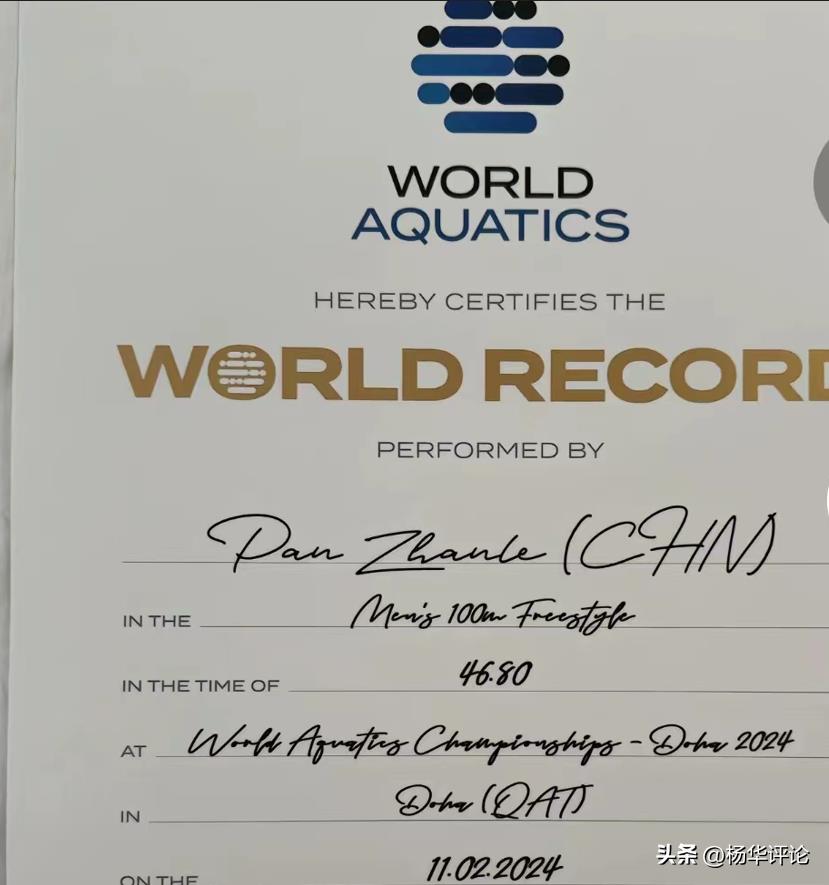 WORLD
AQUATICS
HEREBY CERTIFIES THE
WORLD RECORD
PERFORMED BY
Pan Zhanle (CHN)
IN THE Men's 100m Freestyle
IN THE TIME OF 46.80
AT World Aquatics Championships - Doha 2024
IN Doha (QAT)
ON THE 11.02.2024
头条 @杨华评论